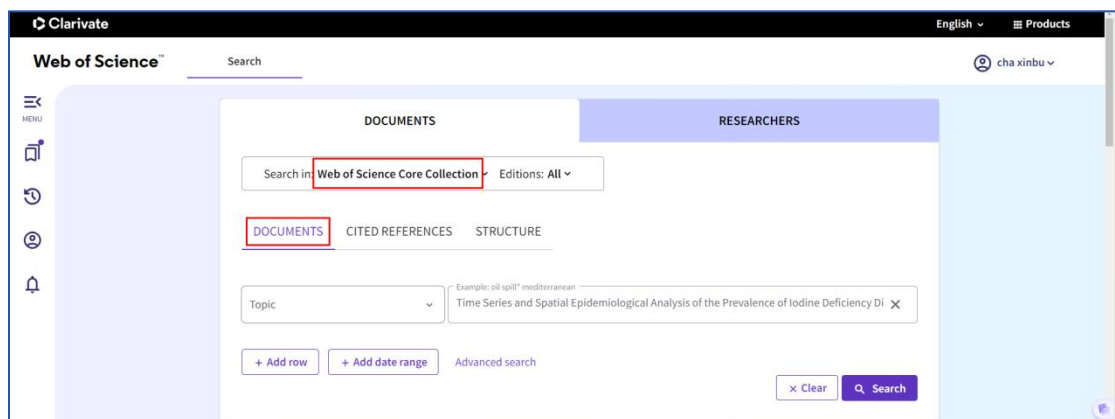 Clarivate
English
Products
Web of Science™
Search
cha xinbu
MENU
DOCUMENTS
RESEARCHERS
Search in: Web of Science Core Collection Editions: All
DOCUMENTS CITED REFERENCES STRUCTURE
Example: oil spill* mediterranean
Topic
Time Series and Spatial Epidemiological Analysis of the Prevalence of Iodine Deficiency Di
+ Add row
+ Add date range
Advanced search
× Clear
Search